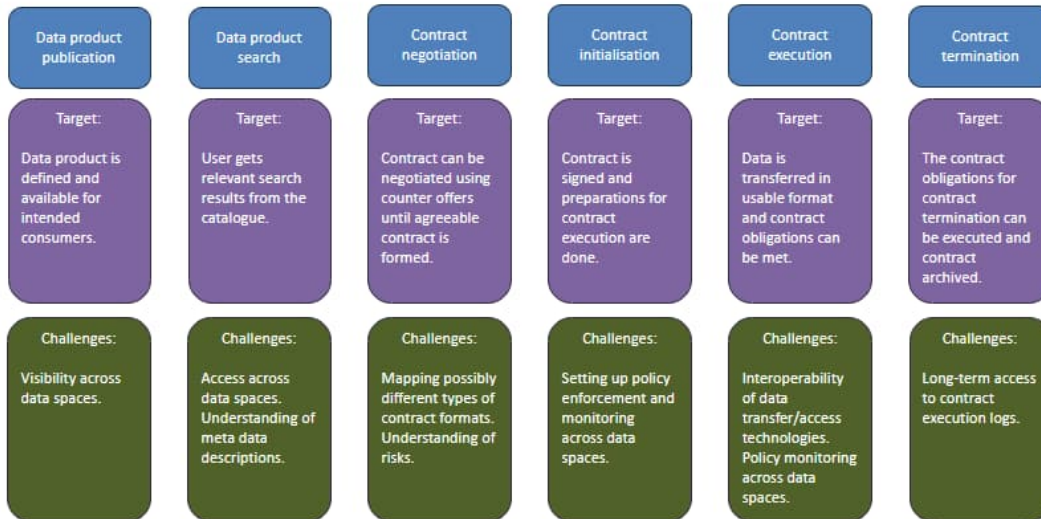 Data product
publication
Data product
search
Contract
negotiation
Contract
initialisation
Contract
execution
Contract
termination
Target:
Data product is
defined and
available for
intended
consumers.
Target:
User gets
relevant search
results from the
catalogue.
Target:
Contract can be
negotiated using
counter offers
until agreeable
contract is
formed.
Target:
Contract is
signed and
preparations for
contract
execution are
done.
Target:
Data is
transferred in
usable format
and contract
obligations can
be met.
Target:
The contract
obligations for
contract
termination can
be executed and
contract
archived.
Challenges:
Visibility across
data spaces.
Challenges:
Access across
data spaces.
Understanding of
meta data
descriptions.
Challenges:
Mapping possibly
different types of
contract formats.
Understanding of
risks.
Challenges:
Setting up policy
enforcement and
monitoring
across data
spaces.
Challenges:
Interoperability
of data
transfer/access
technologies.
Policy monitoring
across data
spaces.
Challenges:
Long-term access
to contract
execution logs.